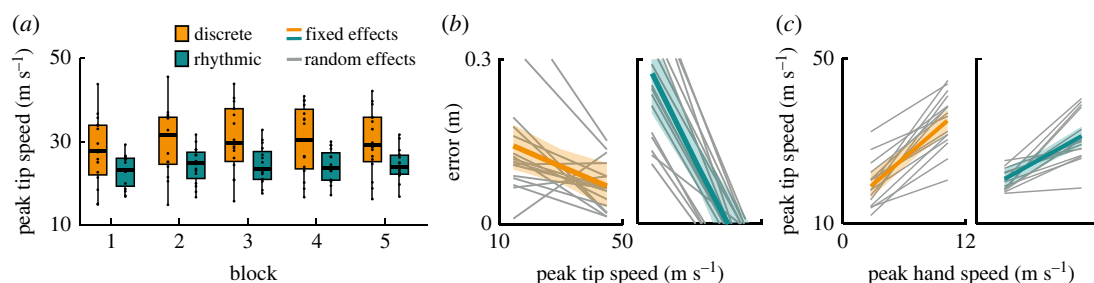 (a)
discrete
rhythmic
fixed effects
random effects
peak tip speed (m s⁻¹)
50
30
10
1 2 3 4 5
block
(b)
error (m)
0.3
0
10 50
peak tip speed (m s⁻¹)
(c)
peak tip speed (m s⁻¹)
50
10
0 12
peak hand speed (m s⁻¹)